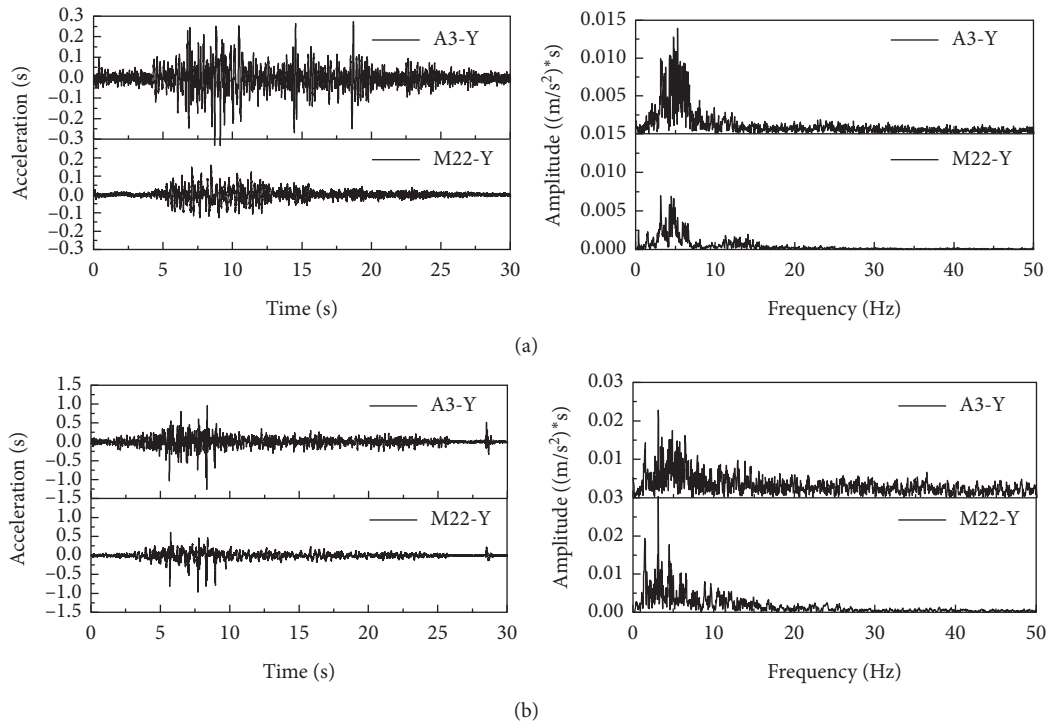 0.3
0.2
0.1
0.0
−0.1
−0.2
−0.3
A3-Y
0.2
0.1
0.0
−0.1
−0.2
−0.3
M22-Y
Acceleration (s)
0 5 10 15 20 25 30
Time (s)
0.015
0.010
0.005
0.015
A3-Y
0.010
0.005
0.000
M22-Y
Amplitude ((m/s²)*s)
0 10 20 30 40 50
Frequency (Hz)
(a)
1.5
1.0
0.5
0.0
−0.5
−1.0
−1.5
A3-Y
1.0
0.5
0.0
−0.5
−1.0
−1.5
M22-Y
Acceleration (s)
0 5 10 15 20 25 30
Time (s)
0.03
0.02
0.01
0.03
A3-Y
0.02
0.01
0.00
M22-Y
Amplitude ((m/s²)*s)
0 10 20 30 40 50
Frequency (Hz)
(b)